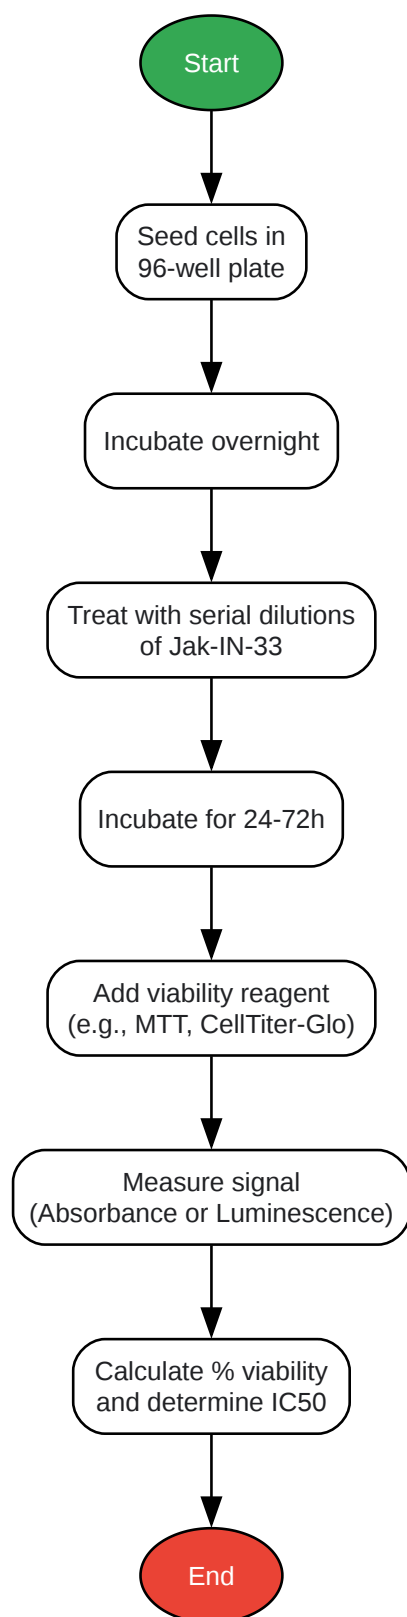 Start
Seed cells in
96-well plate
Incubate overnight
Treat with serial dilutions
of Jak-IN-33
Incubate for 24-72h
Add viability reagent
(e.g., MTT, CellTiter-Glo)
Measure signal
(Absorbance or Luminescence)
Calculate % viability
and determine IC50
End